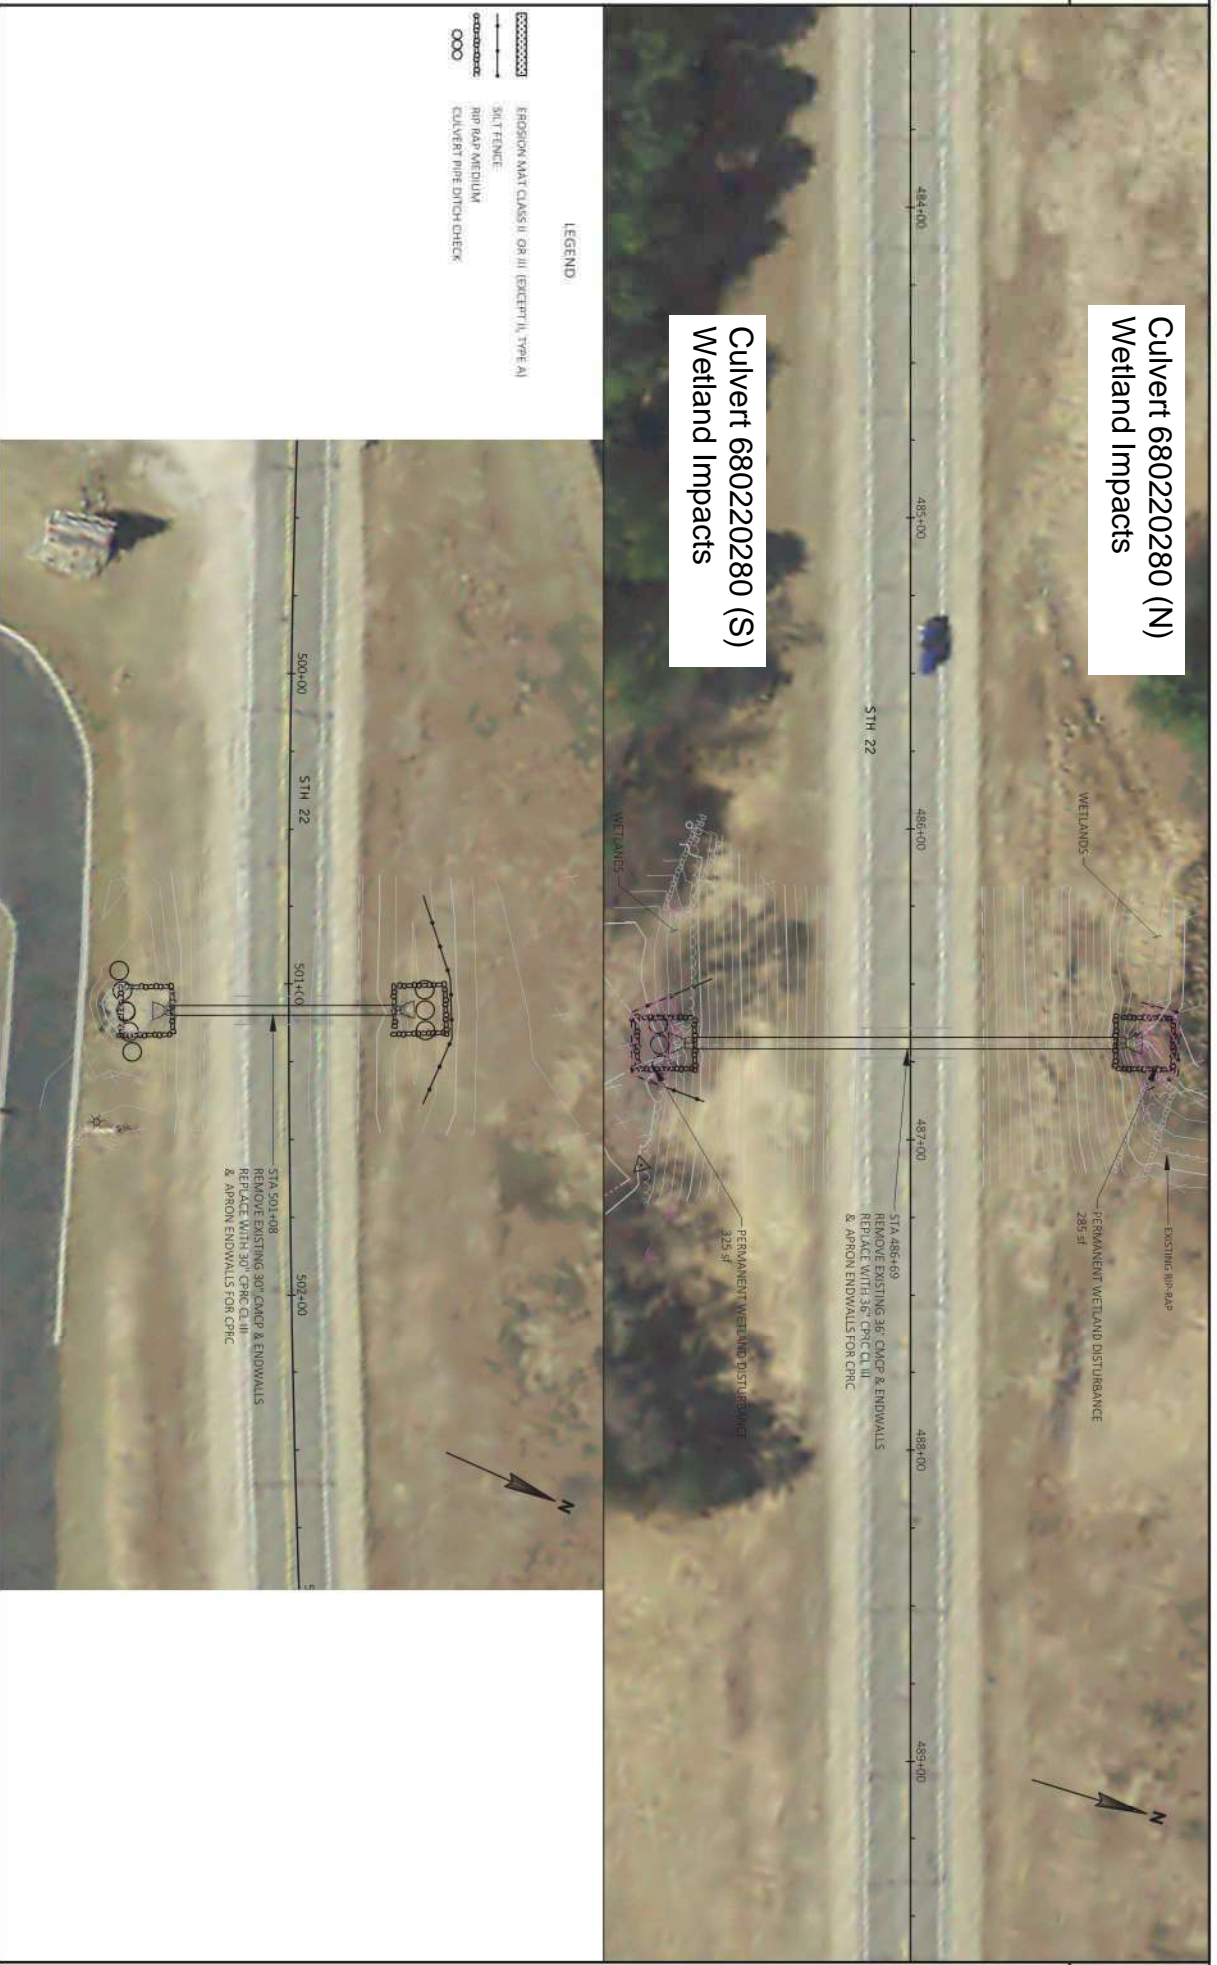 Culvert 6802220280 (N)
Wetland Impacts
WETLANDS
EXISTING RIP-RAP
PERMANENT WETLAND DISTURBANCE
285 sf
484+00
485+00
486+00
487+00
488+00
489+00
STH 22
STA 486+69
REMOVE EXISTING 36" CMCP & ENDWALLS
REPLACE WITH 36" CPRC CL III
& APRON ENDWALLS FOR CPRC
N
Culvert 6802220280 (S)
Wetland Impacts
WETLANDS
PERMANENT WETLAND DISTURBANCE
325 sf
LEGEND
EROSION MAT CLASS II OR III (EXCEPT II, TYPE A)
SILT FENCE
RIP RAP MEDIUM
CULVERT PIPE DITCH CHECK
500+00
STH 22
501+00
502+00
STA 501+08
REMOVE EXISTING 30" CMCP & ENDWALLS
REPLACE WITH 30" CPRC CL III
& APRON ENDWALLS FOR CPRC
N